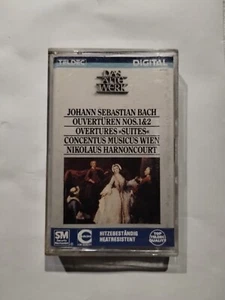 TELDEC
DIGITAL
DAS
ALTE
WERK
JOHANN SEBASTIAN BACH
OUVERTUREN NOS. 1 & 2
OVERTURES »SUITES«
CONCENTUS MUSICUS WIEN
NIKOLAUS HARNONCOURT
SM
HITZEBESTÄNDIG
HEATRESISTENT